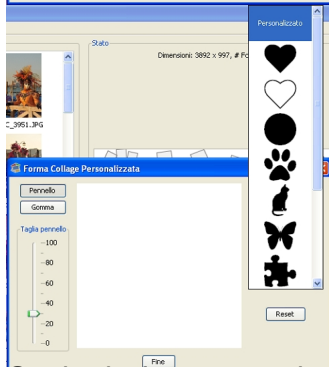 Personalizzato
Stato
Dimensioni: 3892 x 997, # Fo
C_3951.JPG
Forma Collage Personalizzata
Pennello
Gomma
Taglia pennello
100
80
60
40
20
0
Reset
Fine